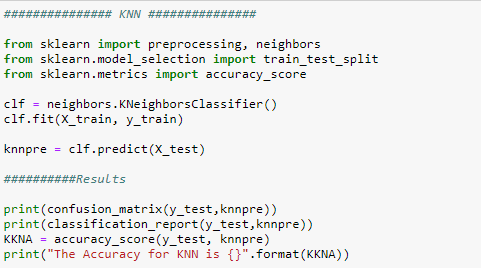 ############### KNN ###############
from sklearn import preprocessing, neighbors
from sklearn.model_selection import train_test_split
from sklearn.metrics import accuracy_score
clf = neighbors.KNeighborsClassifier()
clf.fit(X_train, y_train)
knnpre = clf.predict(X_test)
##########Results
print(confusion_matrix(y_test,knnpre))
print(classification_report(y_test,knnpre))
KKNA = accuracy_score(y_test, knnpre)
print("The Accuracy for KNN is {}".format(KKNA))